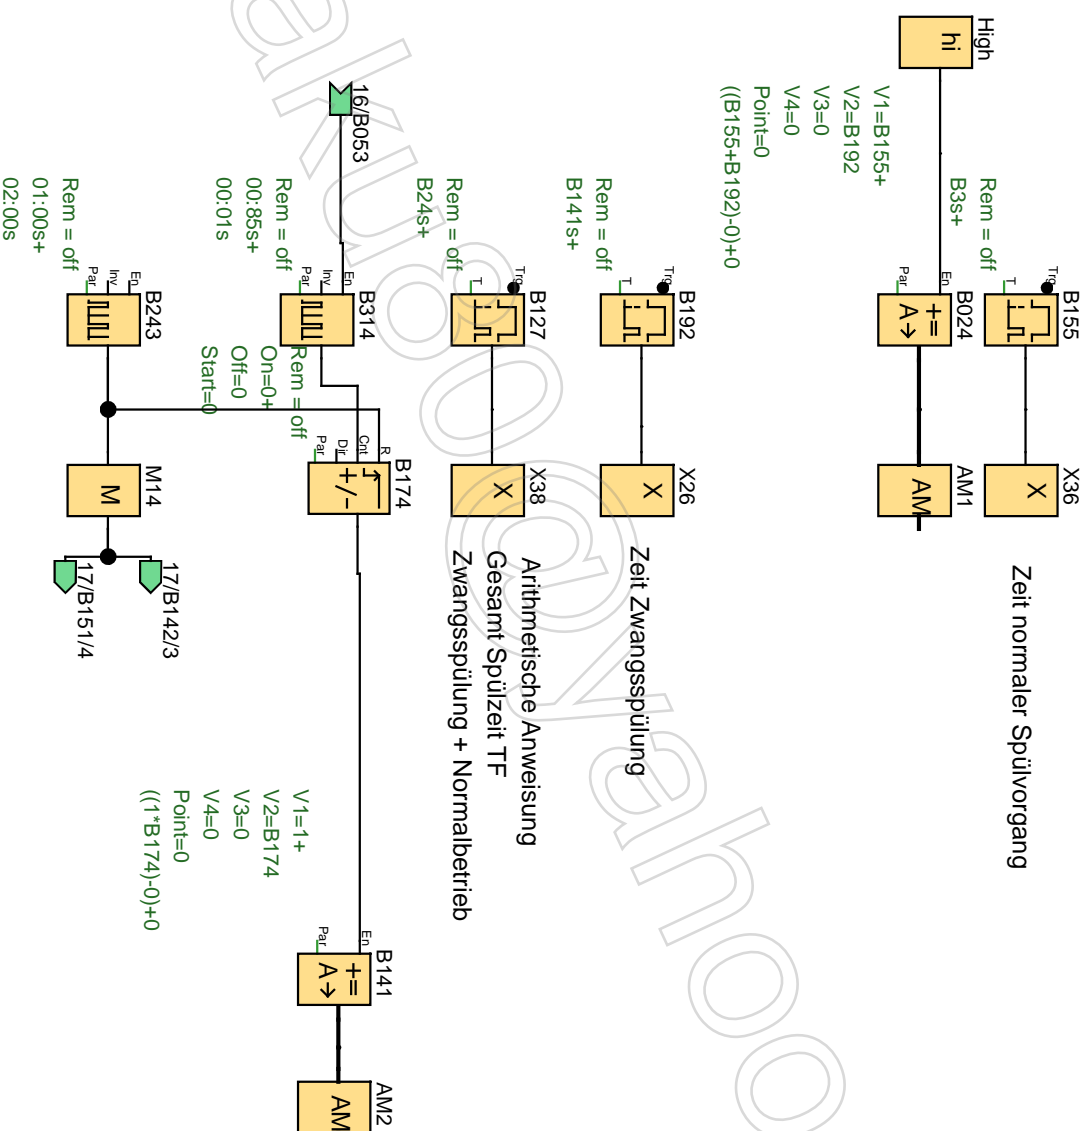 High
hi
V1=B155+
V2=B192
V3=0
V4=0
Point=0
((B155+B192)-0)+0
Rem = off
B3s+
Trg
T
B155
X
X36
Zeit normaler Spülvorgang
En
Par
B024
+=
A→
AM
AM1
Rem = off
B141s+
Trg
T
B192
X
X26
Zeit Zwangsspülung
Rem = off
B24s+
Trg
T
B127
X
X38
Arithmetische Anweisung
Gesamt Spülzeit TF
Zwangsspülung + Normalbetrieb
16/B053
Rem = off
00:85s+
00:01s
En
Inv
Par
B314
Rem = off
On=0+
Off=0
Start=0
R
Cnt
Dir
Par
B174
+/-
V1=1+
V2=B174
V3=0
V4=0
Point=0
((1*B174)-0)+0
En
Par
B141
+=
A→
AM
AM2
Rem = off
01:00s+
02:00s
En
Inv
Par
B243
M
M14
17/B142/3
17/B151/4
akugo@yahoo